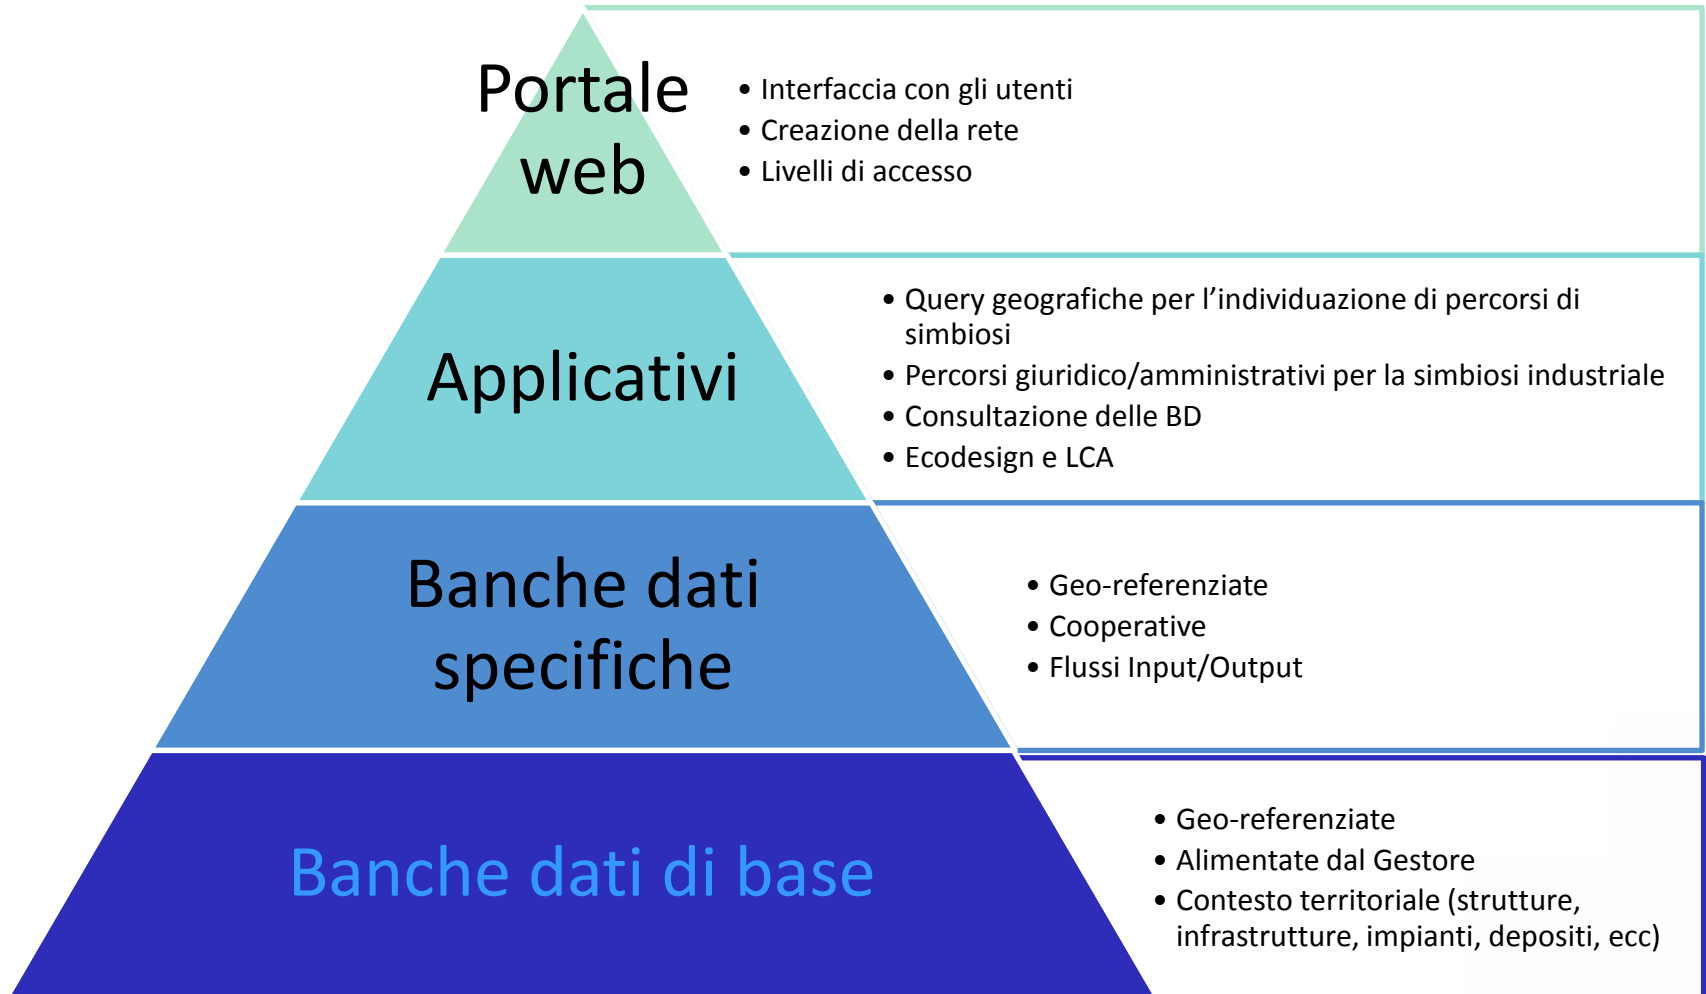 Portale
web
• Interfaccia con gli utenti
• Creazione della rete
• Livelli di accesso
Applicativi
• Query geografiche per l’individuazione di percorsi di
simbiosi
• Percorsi giuridico/amministrativi per la simbiosi industriale
• Consultazione delle BD
• Ecodesign e LCA
Banche dati
specifiche
• Geo-referenziate
• Cooperative
• Flussi Input/Output
Banche dati di base
• Geo-referenziate
• Alimentate dal Gestore
• Contesto territoriale (strutture,
infrastrutture, impianti, depositi, ecc)